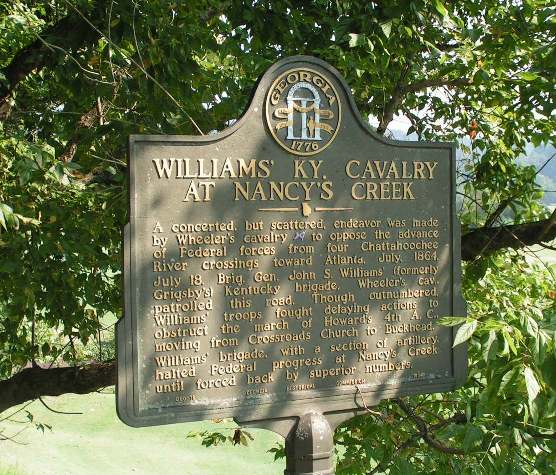 GEORGIA
1776
WILLIAMS' KY. CAVALRY
AT NANCY'S CREEK
A concerted, but scattered, endeavor was made
by Wheeler's cavalry to oppose the advance
of Federal forces from four Chattahoochee
River crossings toward Atlanta, July, 1864.
July 18, Brig. Gen. John S. Williams' (formerly
Grigsby's) Kentucky brigade, Wheeler's cav.,
patrolled this road. Though outnumbered,
Williams' troops fought delaying actions to
obstruct the march of Howard's 4th A. C.,
moving from Crossroads Church to Buckhead.
Williams' brigade, with a section of artillery,
halted Federal progress at Nancy's Creek
until forced back by superior numbers.